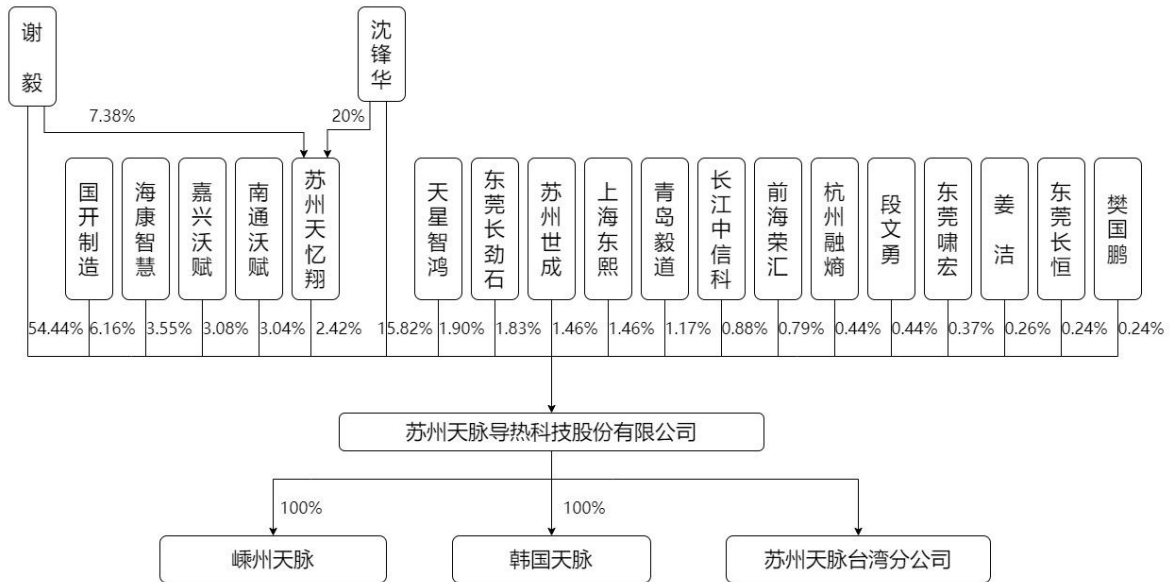 谢毅
沈锋华
7.38%
20%
国开制造
海康智慧
嘉兴沃赋
南通沃赋
苏州天忆翔
天星智鸿
东莞长劲石
苏州世成
上海东熙
青岛毅道
长江中信科
前海荣汇
杭州融熵
段文勇
东莞啸宏
姜洁
东莞长恒
樊国鹏
54.44%
6.16%
3.55%
3.08%
3.04%
2.42%
15.82%
1.90%
1.83%
1.46%
1.46%
1.17%
0.88%
0.79%
0.44%
0.44%
0.37%
0.26%
0.24%
0.24%
苏州天脉导热科技股份有限公司
100%
100%
嵊州天脉
韩国天脉
苏州天脉台湾分公司